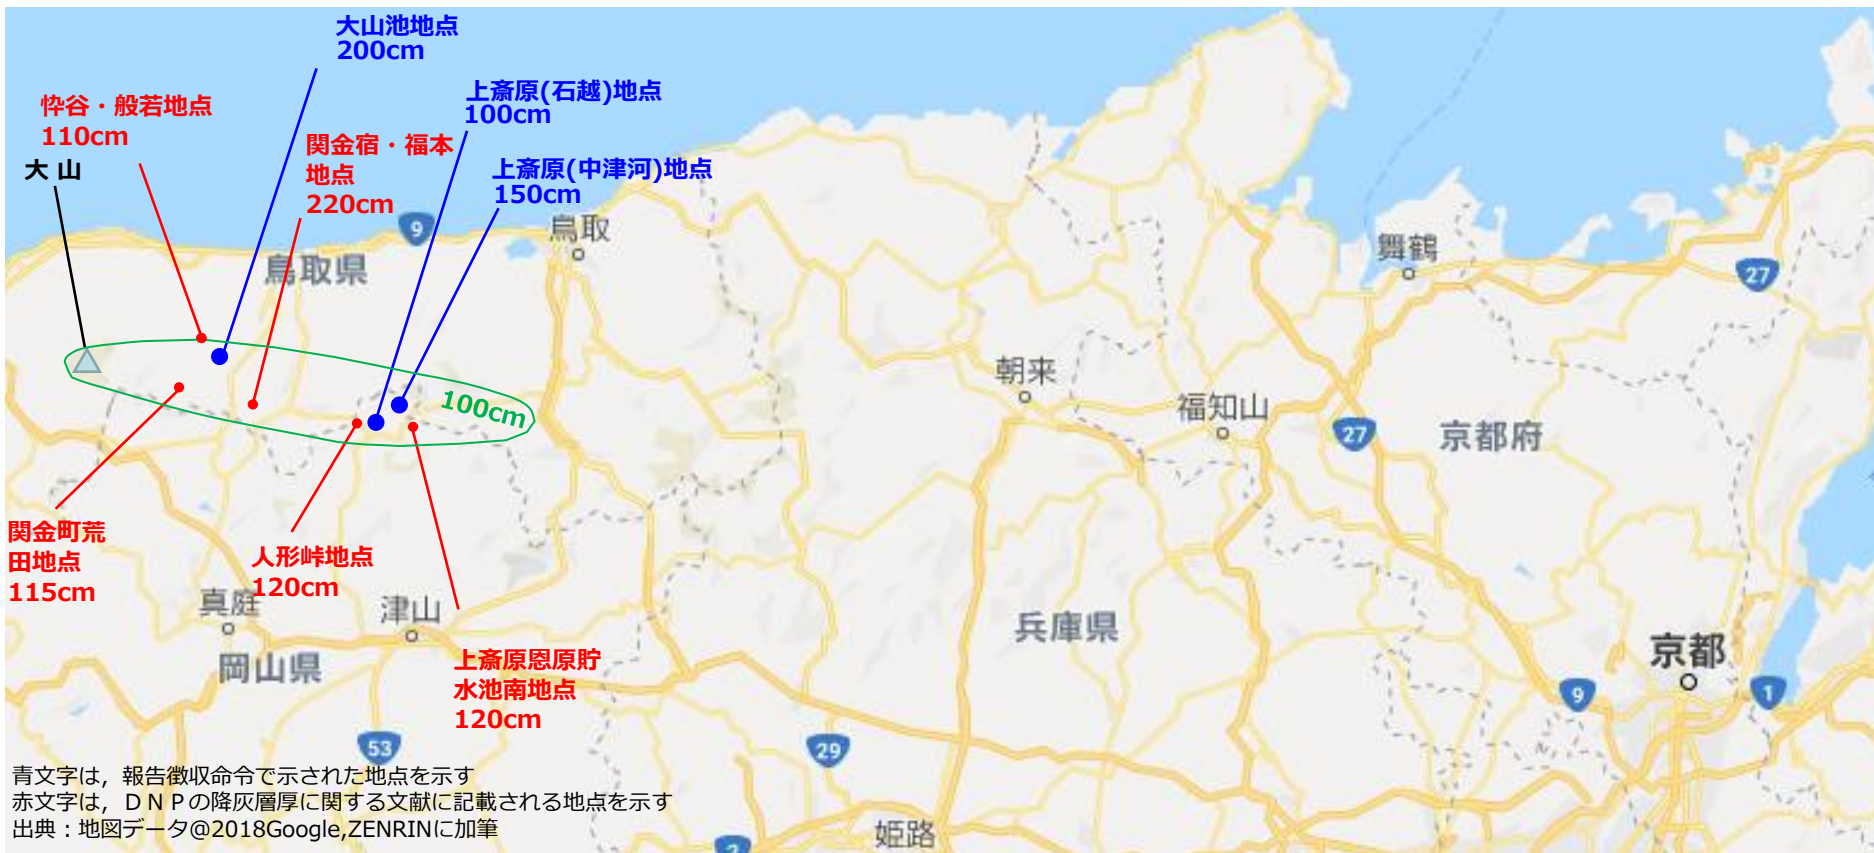 大山池地点
200cm
上斎原(石越)地点
100cm
忰谷・般若地点
110cm
関金宿・福本
地点
220cm
大 山
上斎原(中津河)地点
150cm
9
鳥取
鳥取県
舞鶴
27
朝来
100cm
福知山
27
京都府
関金町荒
田地点
115cm
人形峠地点
120cm
真庭
津山
兵庫県
岡山県
上斎原恩原貯
水池南地点
120cm
京都
9
1
53
29
青文字は，報告徴収命令で示された地点を示す
赤文字は，ＤＮＰの降灰層厚に関する文献に記載される地点を示す
出典：地図データ@2018Google,ZENRINに加筆
姫路
2